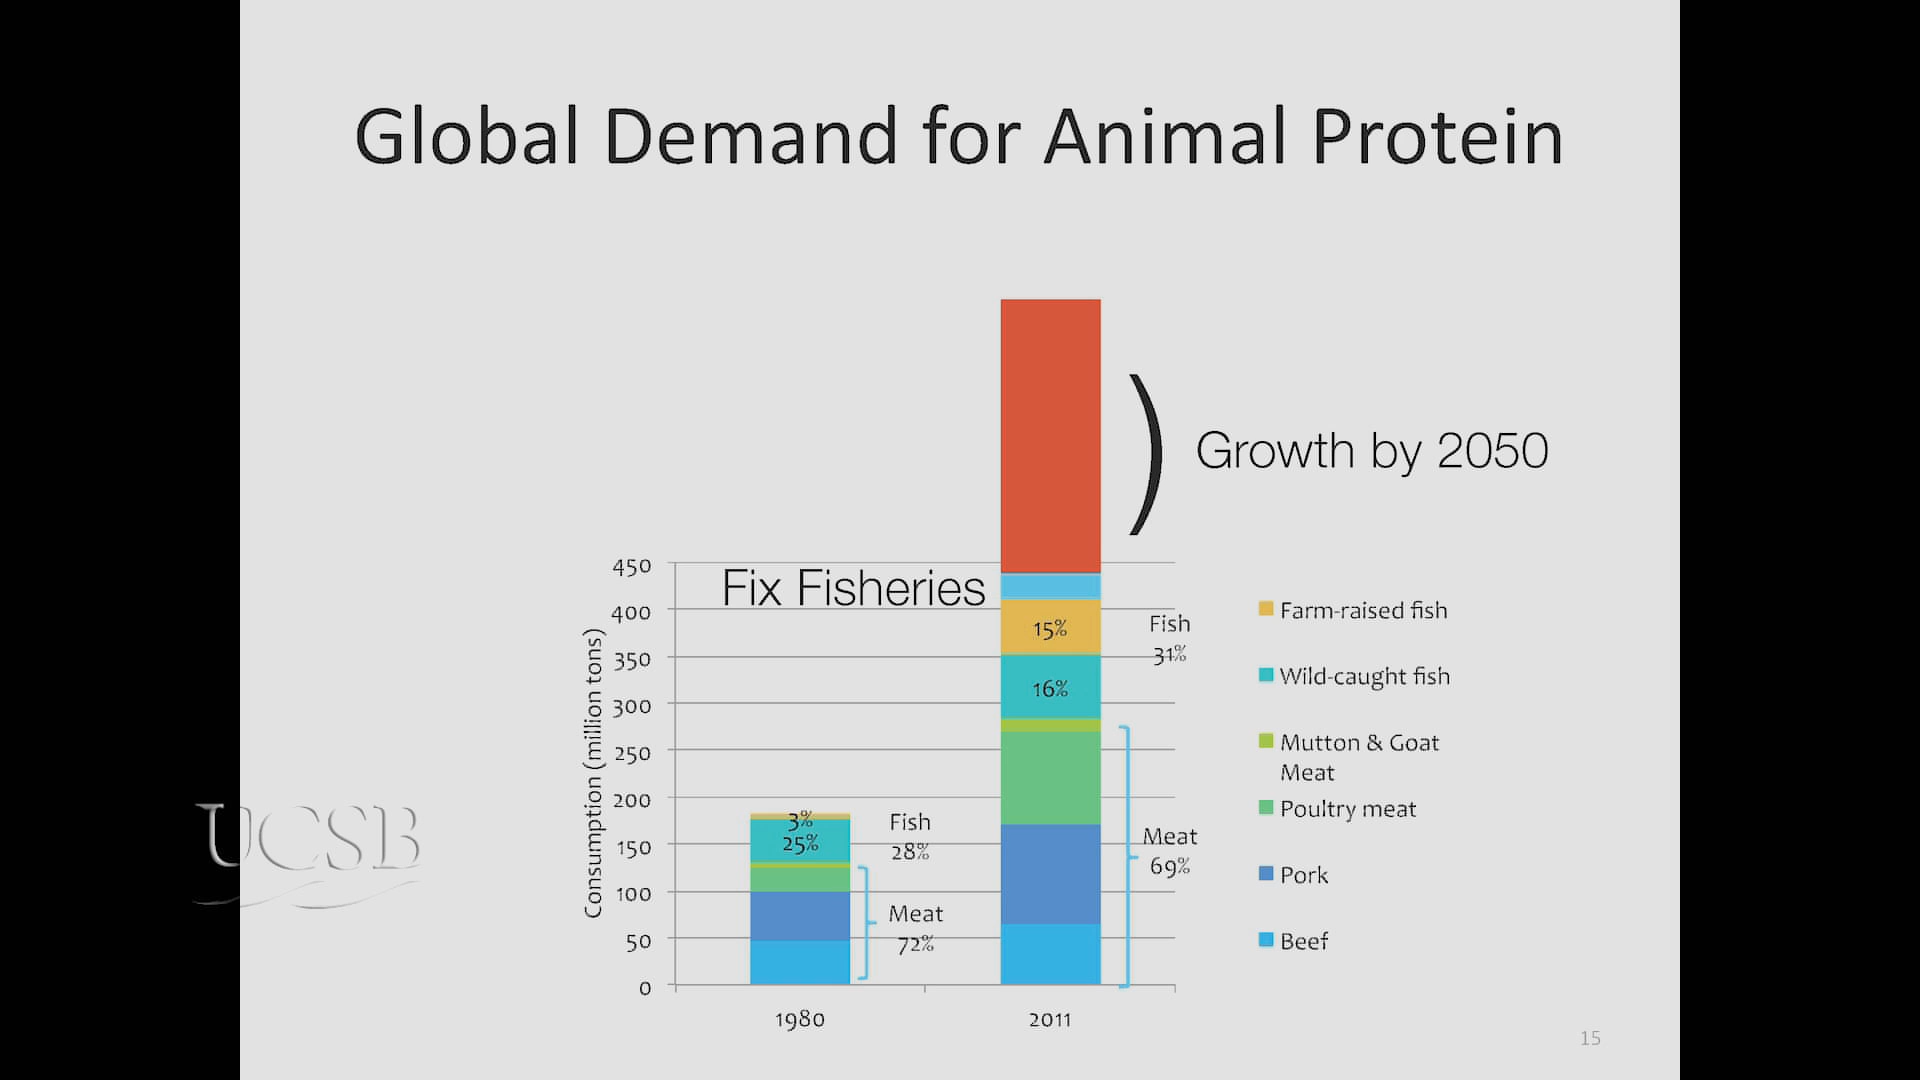 Global Demand for Animal Protein
Growth by 2050
Fix Fisheries
Consumption (million tons)
450
400
350
300
250
200
150
100
50
0
3%
25%
Fish
28%
Meat
72%
15%
16%
Fish
31%
Meat
69%
1980
2011
Farm-raised fish
Wild-caught fish
Mutton & Goat
Meat
Poultry meat
Pork
Beef
UCSB
15